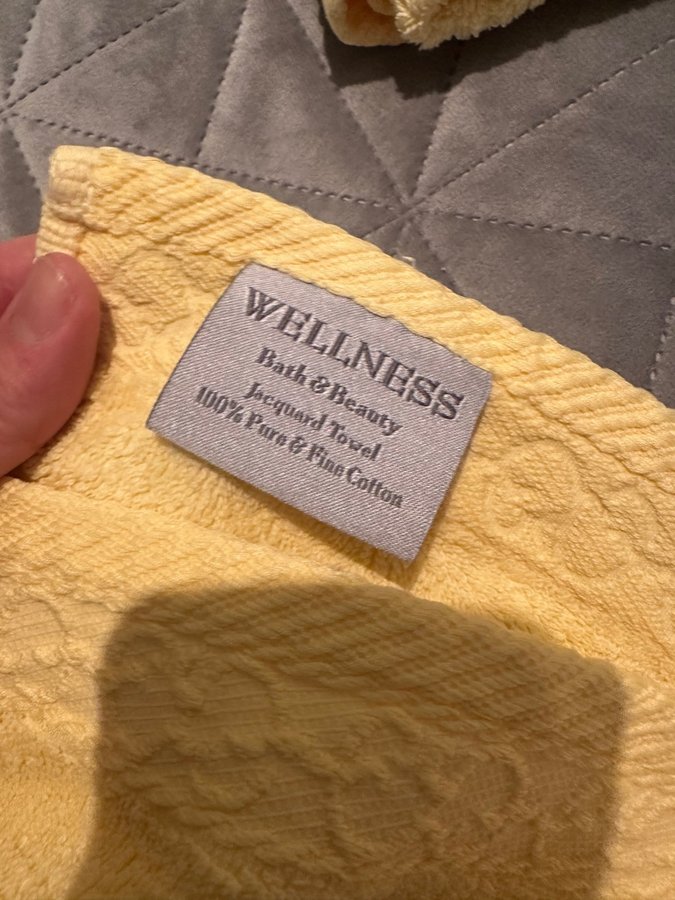 WELLNESS
Bath & Beauty
Jacquard Towel
100% Pure & Fine Cotton